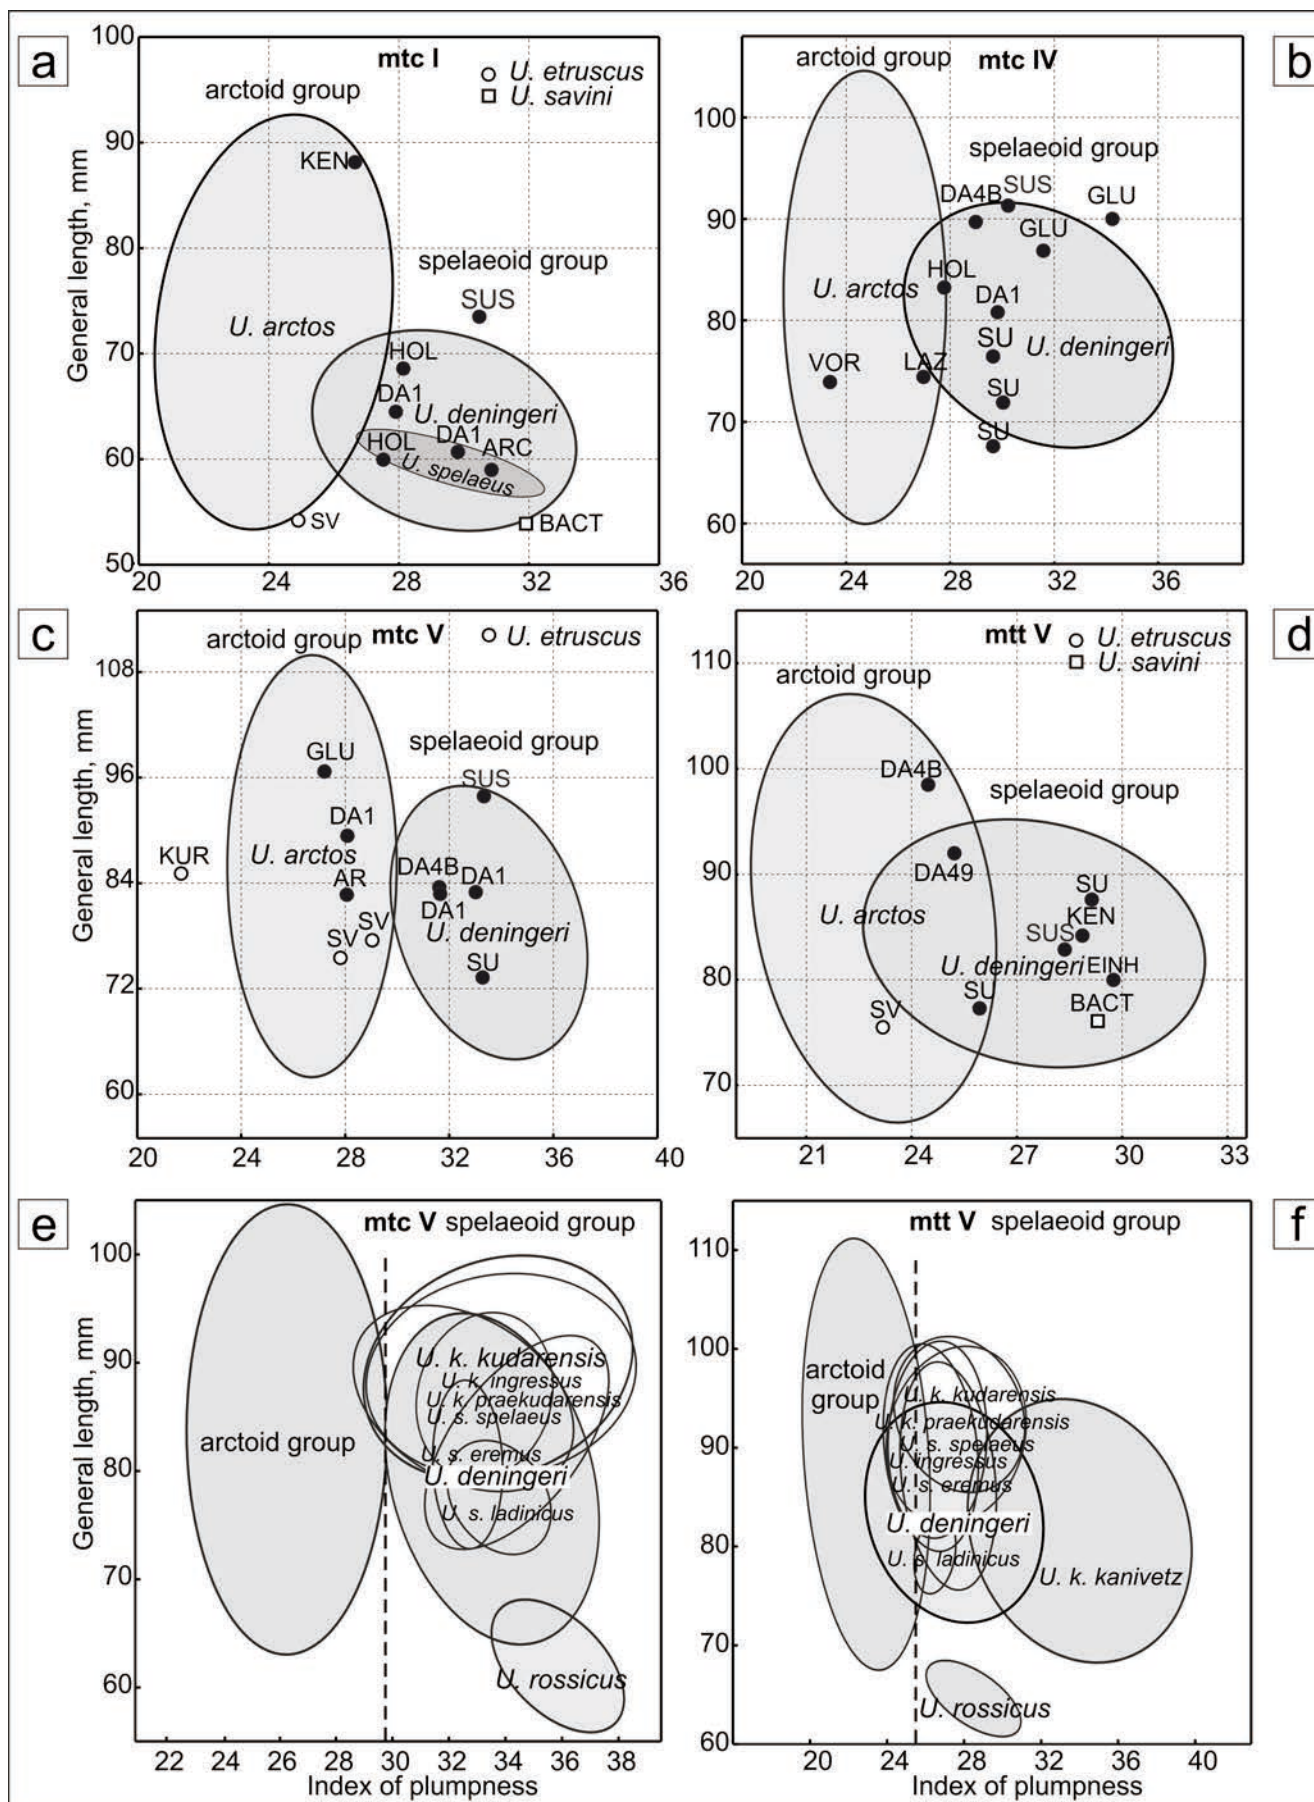 a
100
90
80
70
60
50
General length, mm
mtc I
○ U. etruscus
□ U. savini
arctoid group
KEN
spelaeoid group
SUS
U. arctos
HOL
DA1
U. deningeri
HOL
DA1
ARC
U. spelaeus
SV
BACT
20
24
28
32
36
b
100
90
80
70
60
arctoid group
mtc IV
spelaeoid group
DA4B
SUS
GLU
GLU
HOL
U. arctos
DA1
SU
U. deningeri
VOR
LAZ
SU
SU
20
24
28
32
36
c
108
96
84
72
60
General length, mm
arctoid group
mtc V
○ U. etruscus
GLU
spelaeoid group
SUS
DA1
KUR
U. arctos
DA4B
DA1
AR
DA1
SV
SV
U. deningeri
SU
20
24
28
32
36
40
d
110
100
90
80
70
mtt V
○ U. etruscus
□ U. savini
arctoid group
DA4B
spelaeoid group
DA49
SU
KEN
U. arctos
SUS
U. deningeri
EINH
SU
BACT
SV
21
24
27
30
33
e
100
90
80
70
60
General length, mm
mtc V spelaeoid group
U. k. kudarensis
U. k. ingressus
U. k. praekudarensis
U. s. spelaeus
arctoid group
U. s. eremus
U. deningeri
U. s. ladinicus
U. rossicus
22
24
26
28
30
32
34
36
38
Index of plumpness
f
110
100
90
80
70
60
mtt V spelaeoid group
arctoid
group
U. k. kudarensis
U. k. praekudarensis
U. s. spelaeus
U. ingressus
U. s. eremus
U. deningeri
U. s. ladinicus
U. k. kanivetz
U. rossicus
20
24
28
32
36
40
Index of plumpness